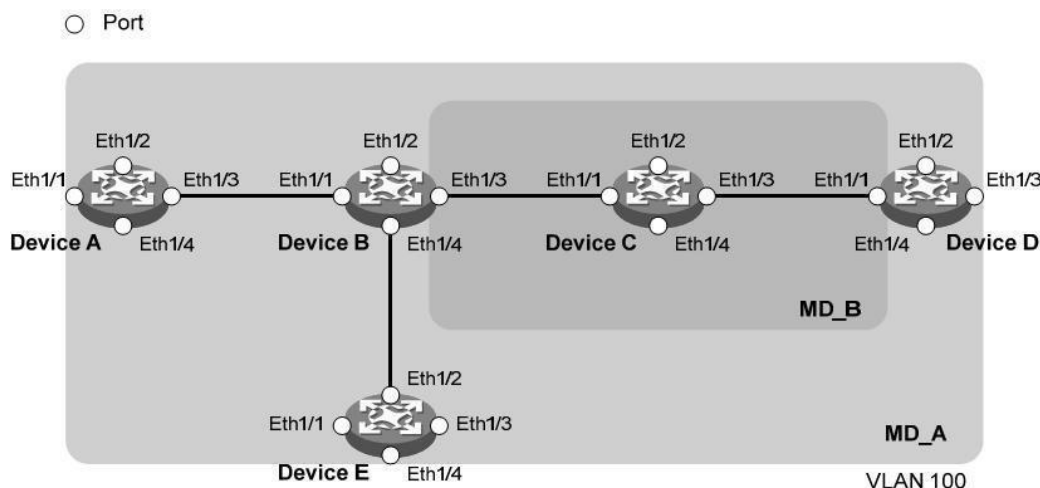 Port
Eth1/2 Eth1/2 Eth1/2 Eth1/2
Eth1/1 Eth1/3 Eth1/1 Eth1/3 Eth1/1 Eth1/3 Eth1/1 Eth1/3
Device A Eth1/4 Device B Eth1/4 Device C Eth1/4 Eth1/4 Device D
MD_B
Eth1/2
Eth1/1 Eth1/3
MD_A
Device E Eth1/4
VLAN 100